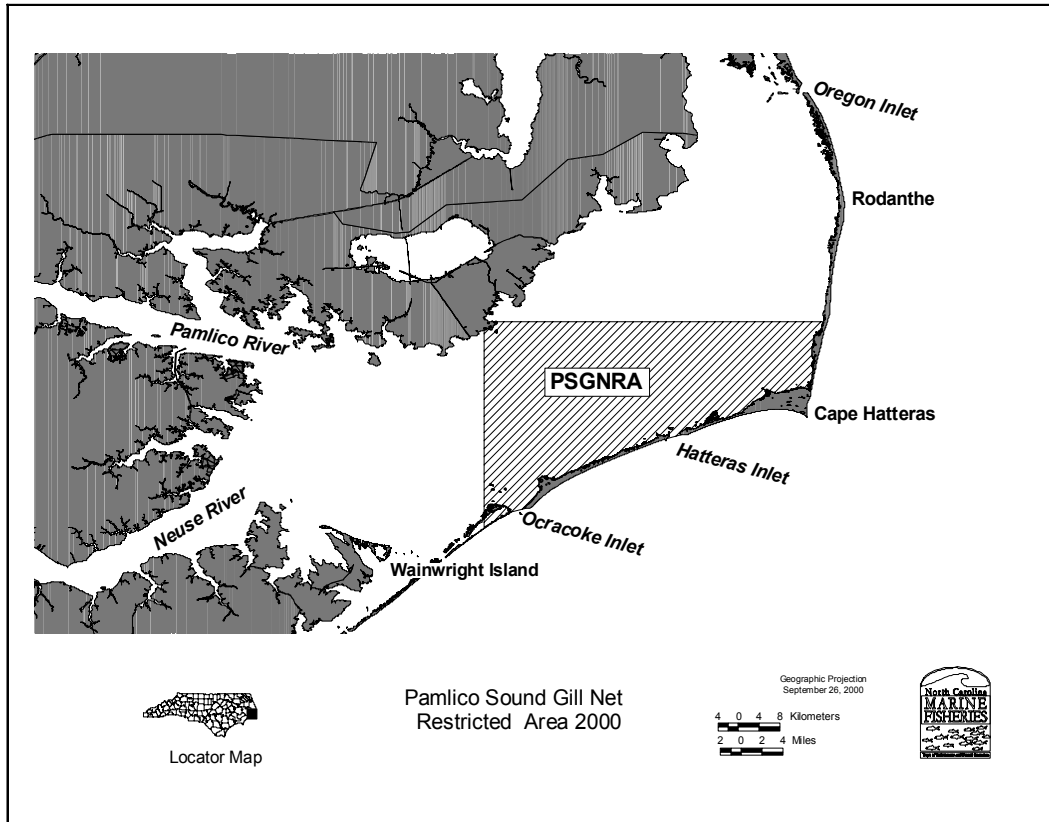 Oregon Inlet
Rodanthe
Pamlico River
PSGNRA
Cape Hatteras
Hatteras Inlet
Neuse River
Ocracoke Inlet
Wainwright Island
Locator Map
Pamlico Sound Gill Net
Restricted Area 2000
Geographic Projection
September 26, 2000
4 0 4 8 Kilometers
2 0 2 4 Miles
North Carolina
MARINE
FISHERIES